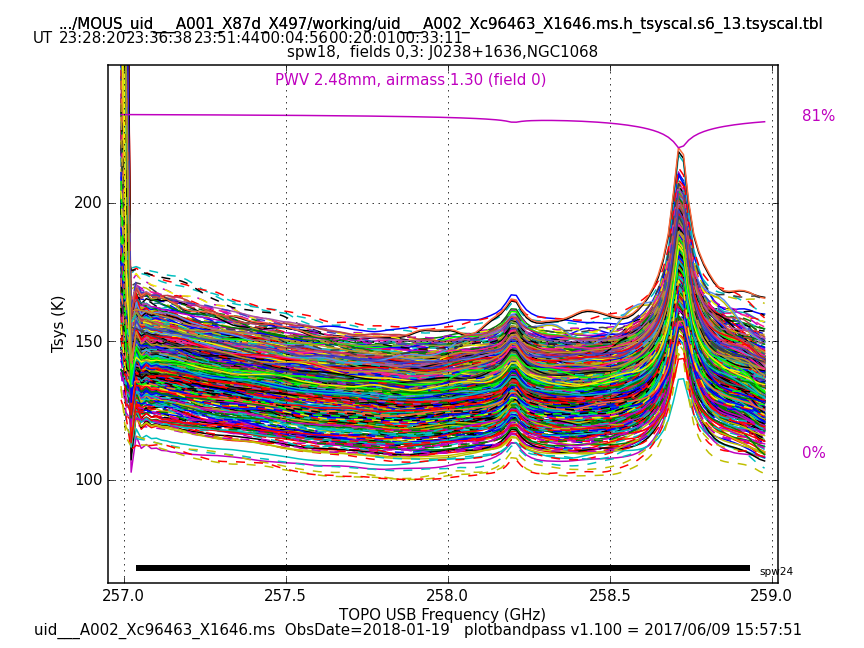 .../MOUS_uid___A001_X87d_X497/working/uid___A002_Xc96463_X1646.ms.h_tsyscal.s6_13.tsyscal.tbl
UT 23:28:20 23:36:38 23:51:44 00:04:56 00:20:01 00:33:11
spw18, fields 0,3: J0238+1636,NGC1068
PWV 2.48mm, airmass 1.30 (field 0)
81%
200
150
100
Tsys (K)
0%
spw24
257.0 257.5 258.0 258.5 259.0
TOPO USB Frequency (GHz)
uid___A002_Xc96463_X1646.ms ObsDate=2018-01-19 plotbandpass v1.100 = 2017/06/09 15:57:51